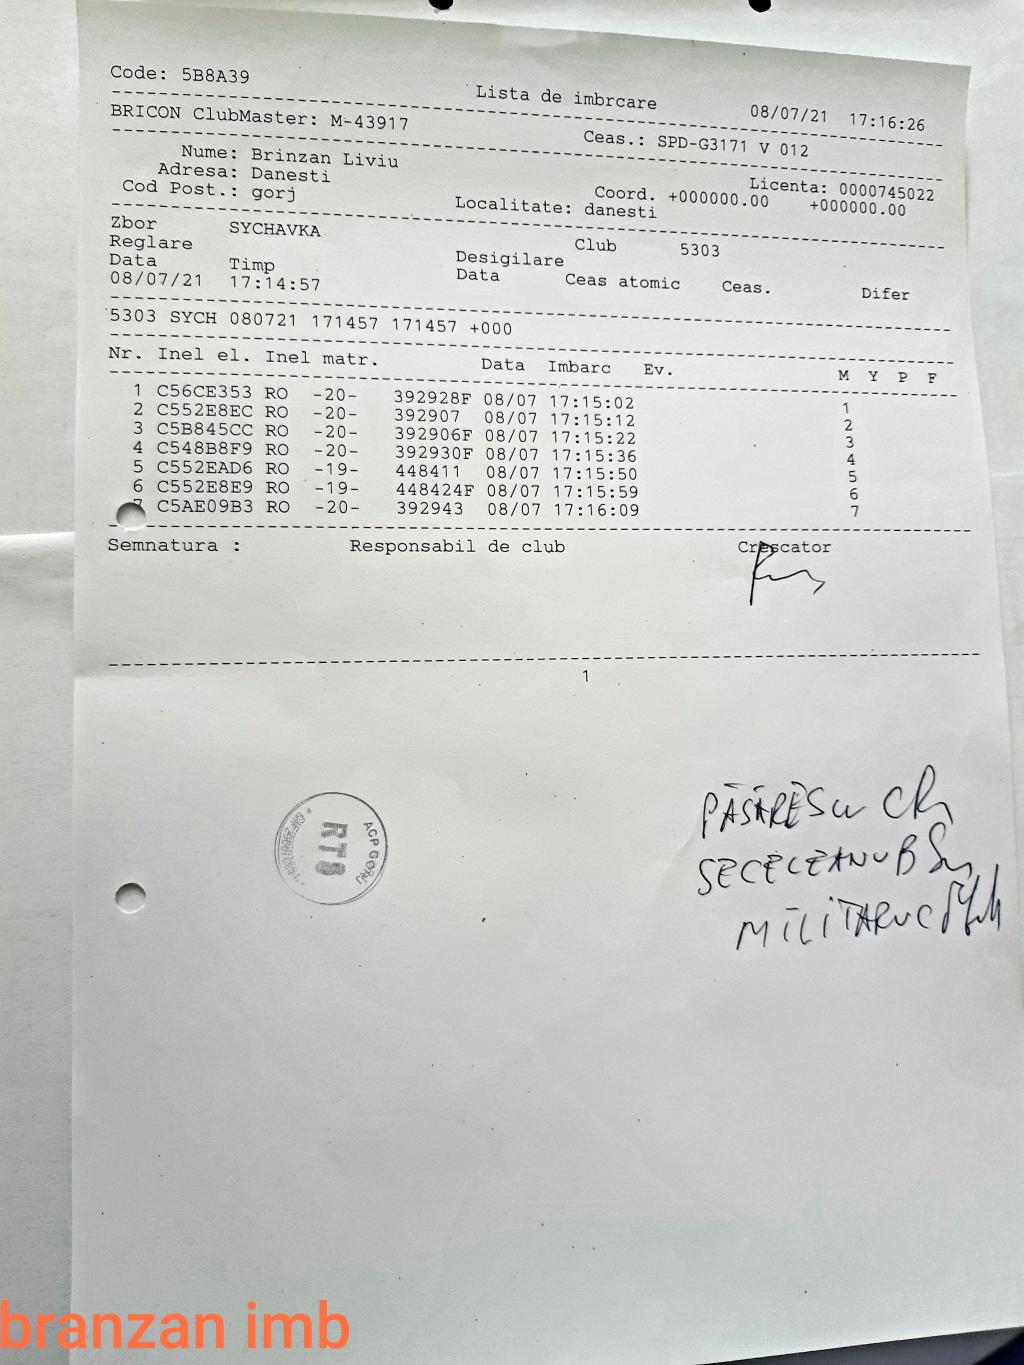 Code: 5B8A39
Lista de imbrcare 08/07/21 17:16:26
BRICON ClubMaster: M-43917 Ceas.: SPD-G3171 V 012
Nume: Brinzan Liviu Licenta: 0000745022
Adresa: Danesti Coord. +000000.00 +000000.00
Cod Post.: gorj Localitate: danesti
Zbor SYCHAVKA Club 5303
Reglare Desigilare
Data Timp Data Ceas atomic Ceas. Difer
08/07/21 17:14:57
5303 SYCH 080721 171457 171457 +000
Nr. Inel el. Inel matr. Data Imbarc Ev. M Y P F
1 C56CE353 RO -20- 392928F 08/07 17:15:02 1
2 C552E8EC RO -20- 392907 08/07 17:15:12 2
3 C5B845CC RO -20- 392906F 08/07 17:15:22 3
4 C548B8F9 RO -20- 392930F 08/07 17:15:36 4
5 C552EAD6 RO -19- 448411 08/07 17:15:50 5
6 C552E8E9 RO -19- 448424F 08/07 17:15:59 6
7 C5AE09B3 RO -20- 392943 08/07 17:16:09 7
Semnatura : Responsabil de club Crescator
1
ACP GORJ
PĂSĂRESCU
SECELEANU B
MILITARU C
branzan imb